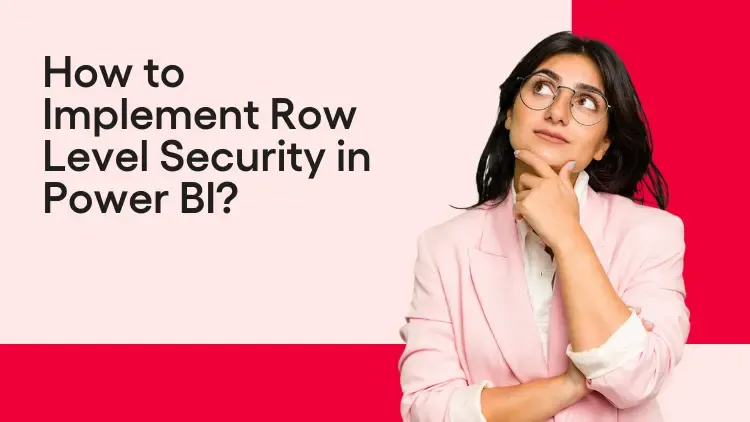 How to
Implement Row
Level Security in
Power BI?